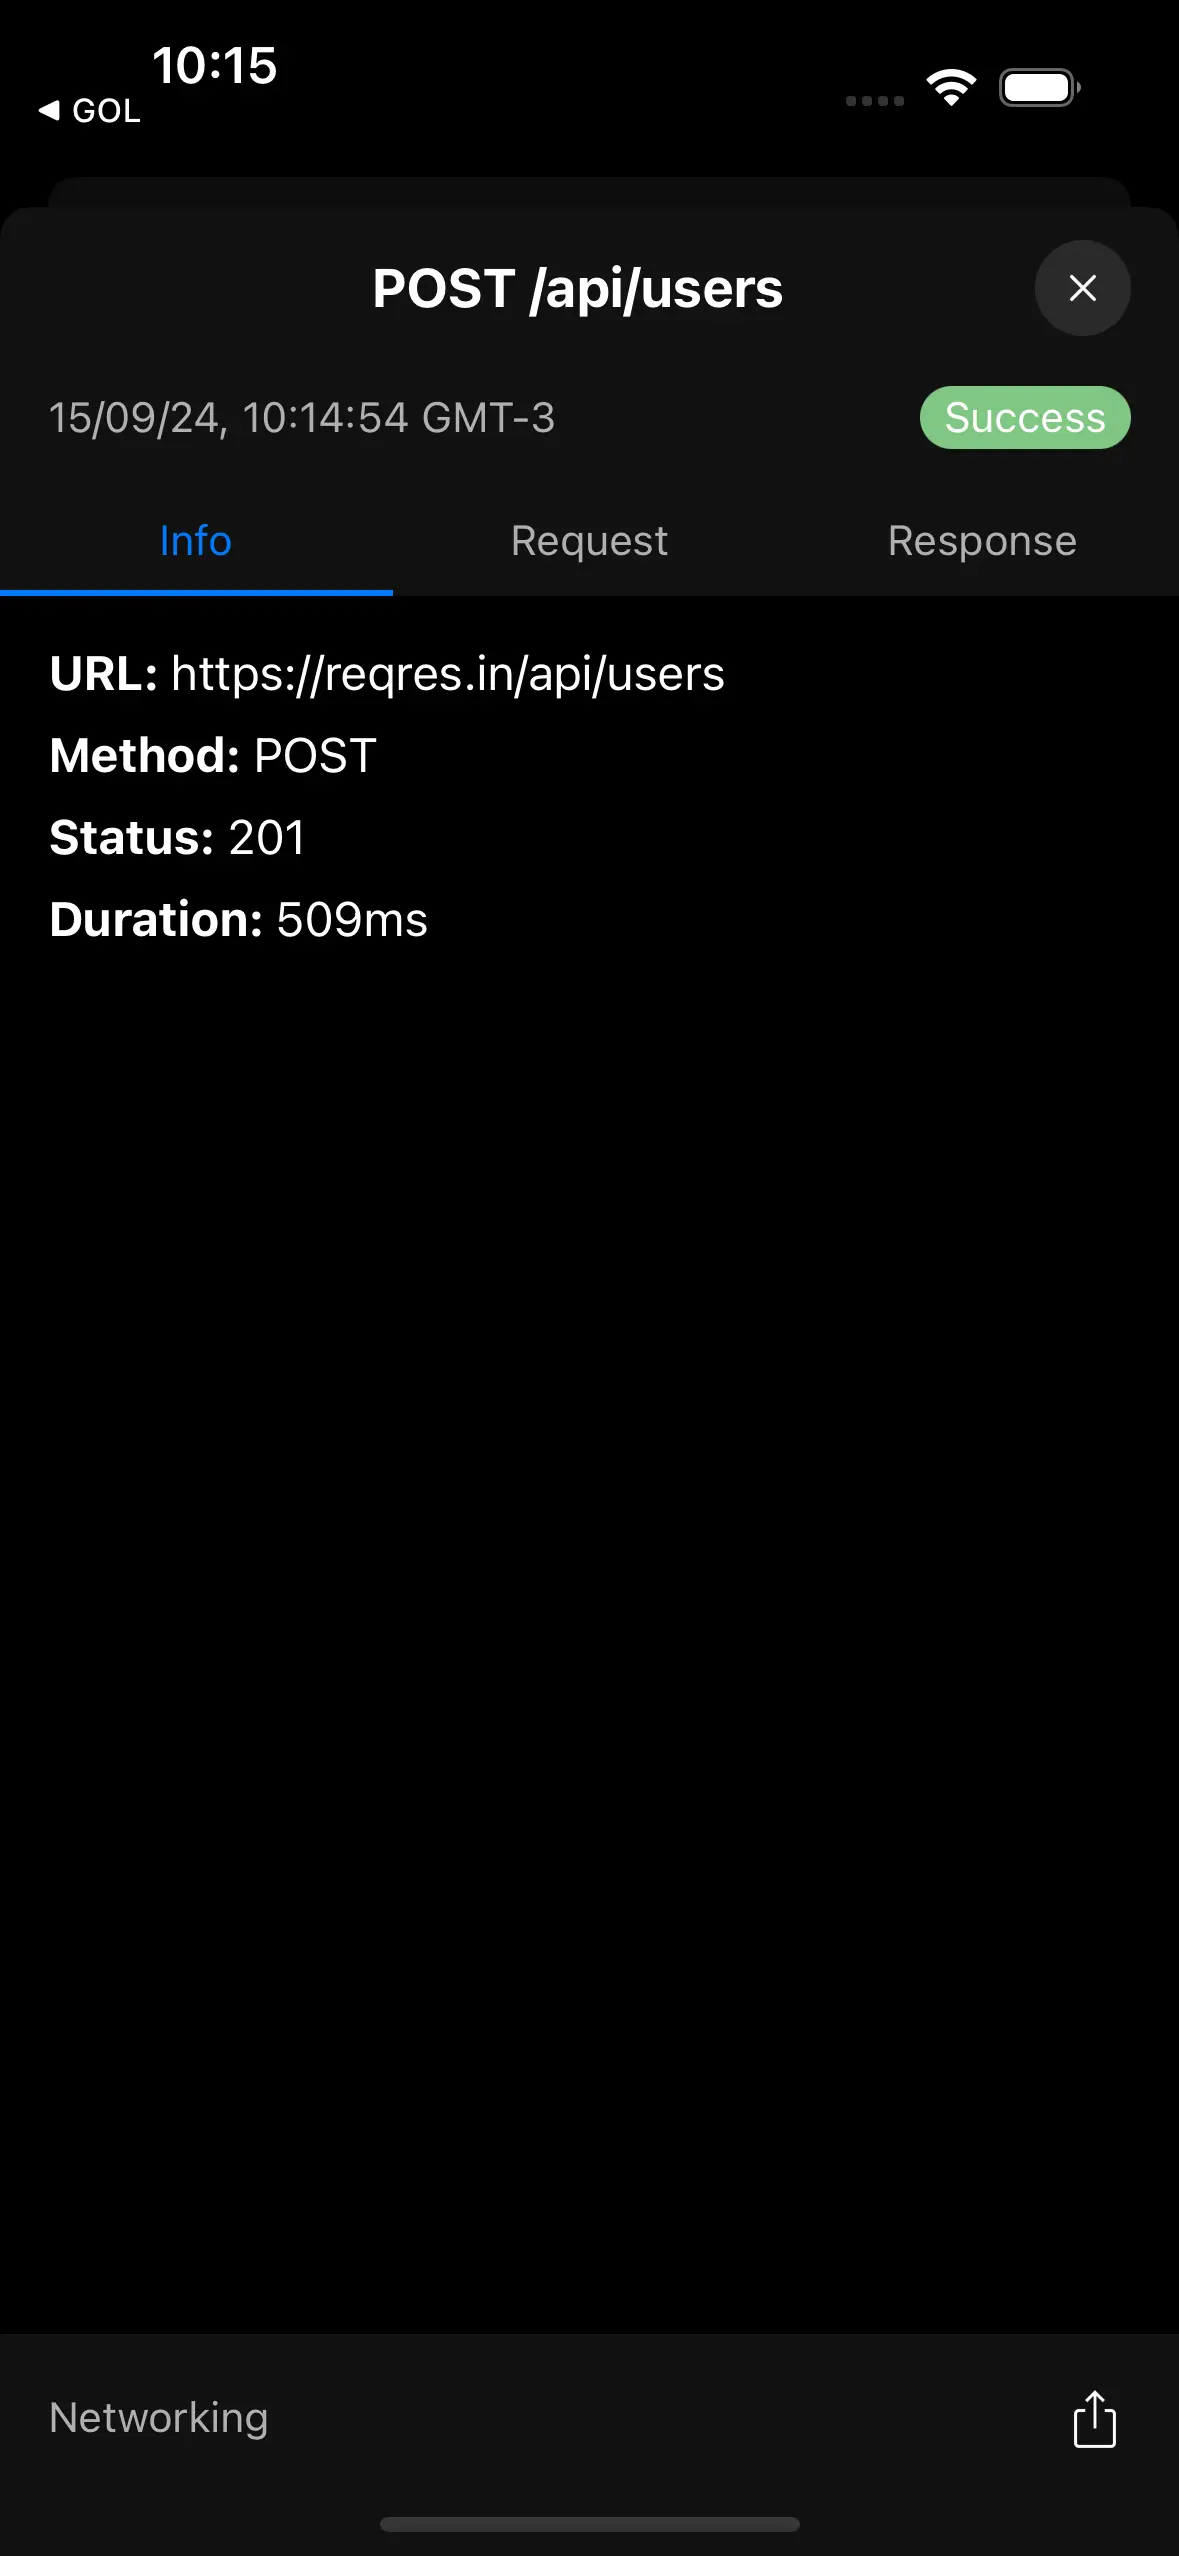 10:15
◀ GOL
POST /api/users
15/09/24, 10:14:54 GMT-3
Success
Info
Request
Response
URL: https://reqres.in/api/users
Method: POST
Status: 201
Duration: 509ms
Networking